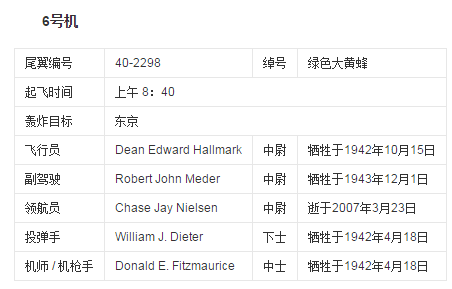 6号机
尾翼编号 40-2298 绰号 绿色大黄蜂
起飞时间 上午 8：40
轰炸目标 东京
飞行员 Dean Edward Hallmark 中尉 牺牲于1942年10月15日
副驾驶 Robert John Meder 中尉 牺牲于1943年12月1日
领航员 Chase Jay Nielsen 中尉 逝于2007年3月23日
投弹手 William J. Dieter 下士 牺牲于1942年4月18日
机师 / 机枪手 Donald E. Fitzmaurice 中士 牺牲于1942年4月18日